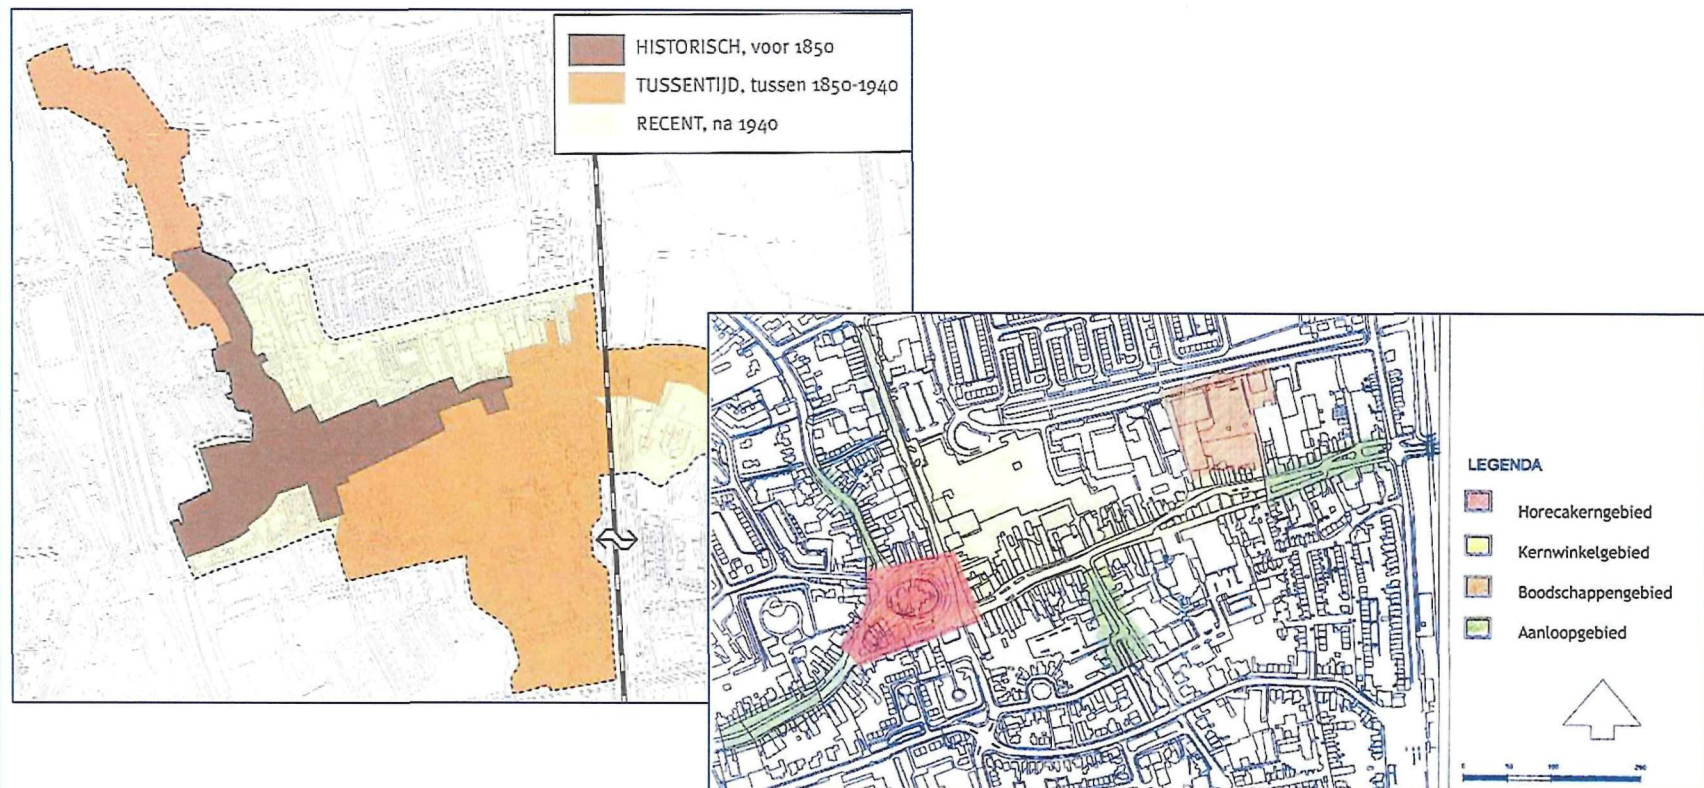 HISTORISCH, voor 1850
TUSSENTIJD, tussen 1850-1940
RECENT, na 1940
LEGENDA
Horecakerngebied
Kernwinkelgebied
Boodschappengebied
Aanloopgebied